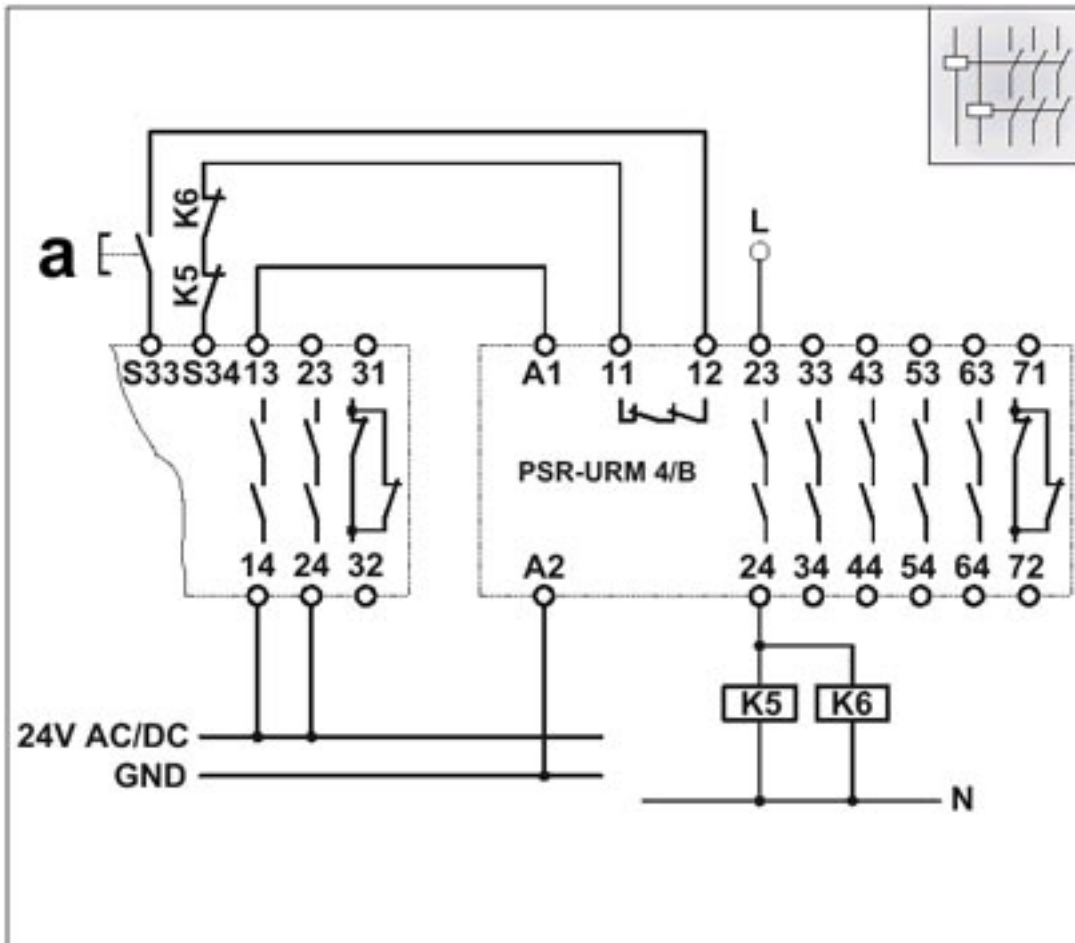 K6
a
K5
L
S33 S34 13 23 31
A1 11 12 23 33 43 53 63 71
PSR-URM 4/B
14 24 32
A2 24 34 44 54 64 72
K5 K6
24V AC/DC
GND
N